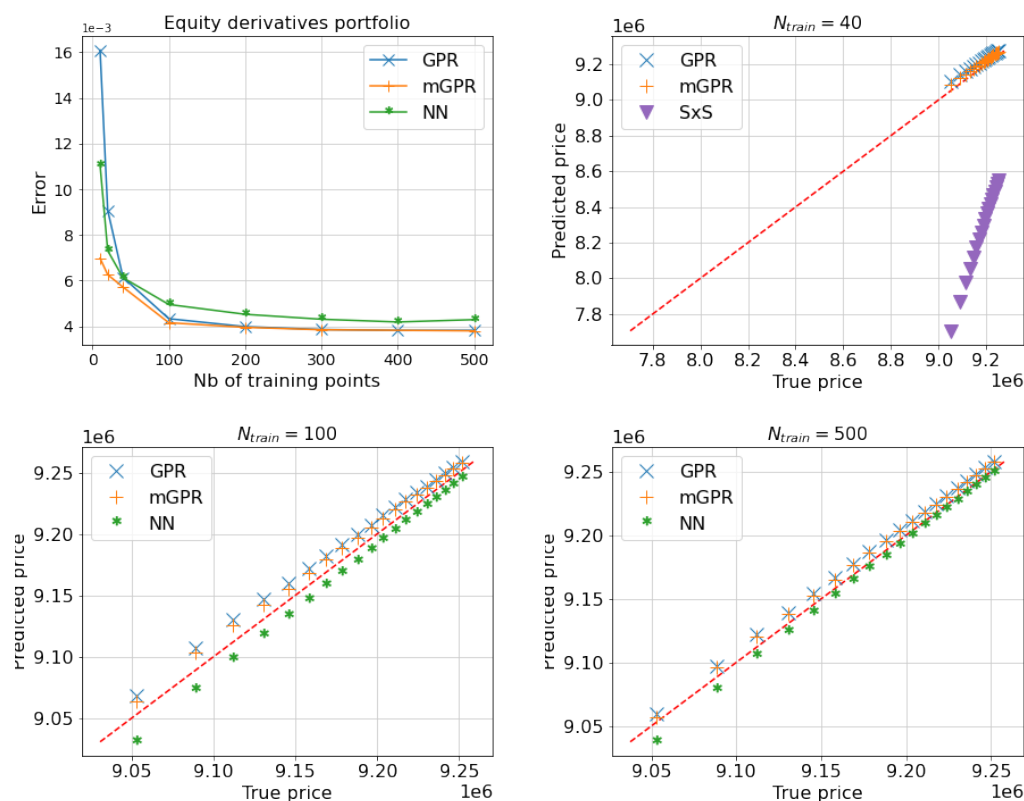 Equity derivatives portfolio
1e−3
16
14
12
10
8
6
4
Error
0 100 200 300 400 500
Nb of training points
GPR
mGPR
NN
N_train = 40
1e6
9.2
9.0
8.8
8.6
8.4
8.2
8.0
7.8
Predicted price
7.8 8.0 8.2 8.4 8.6 8.8 9.0 9.2
True price
1e6
GPR
mGPR
SxS
N_train = 100
1e6
9.25
9.20
9.15
9.10
9.05
Predicted price
9.05 9.10 9.15 9.20 9.25
True price
1e6
GPR
mGPR
NN
N_train = 500
1e6
9.25
9.20
9.15
9.10
9.05
Predicted price
9.05 9.10 9.15 9.20 9.25
True price
1e6
GPR
mGPR
NN